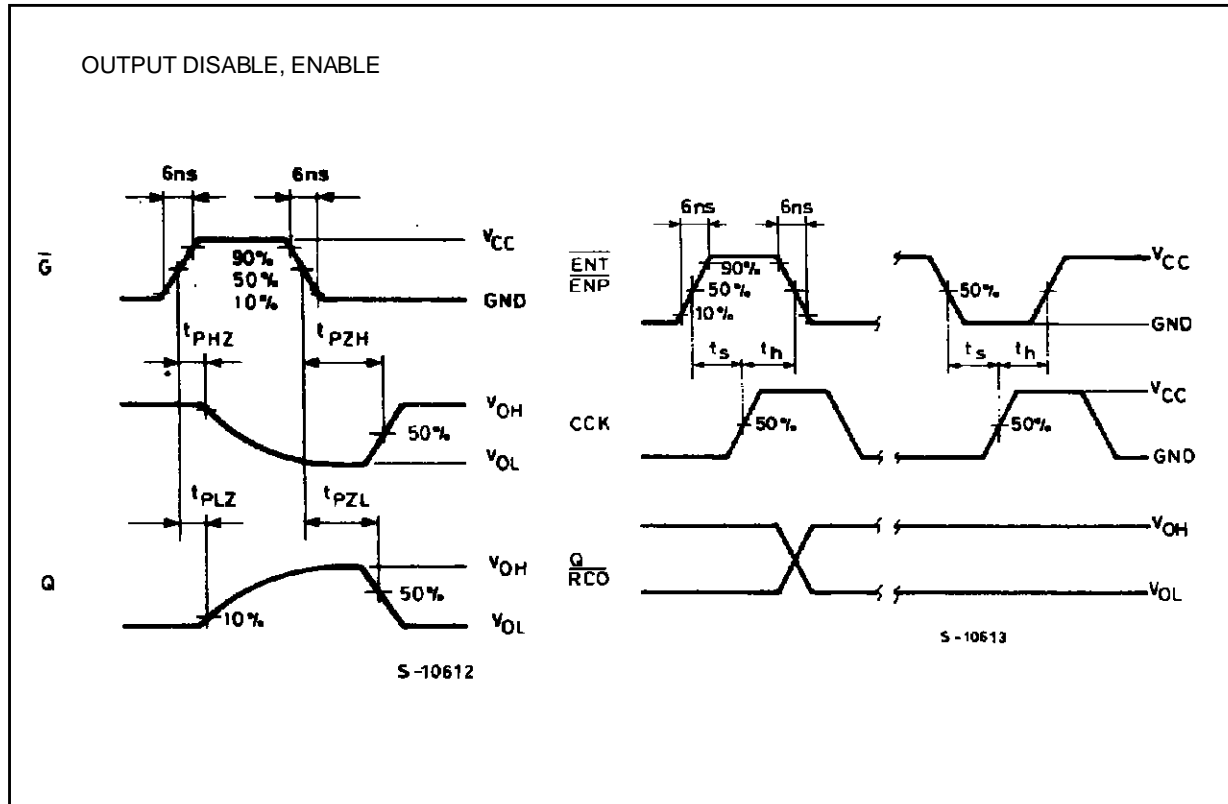 OUTPUT DISABLE, ENABLE
6ns 6ns
G̅
VCC
90%
50%
10%
GND
tPHZ tPZH
VOH
50%
VOL
tPLZ tPZL
Q
VOH
50%
10%
VOL
S-10612
6ns 6ns
ENT
ENP
90%
50%
10%
50%
VCC
GND
ts th ts th
CCK
50% 50%
VCC
GND
Q
RCO
VOH
VOL
S-10613